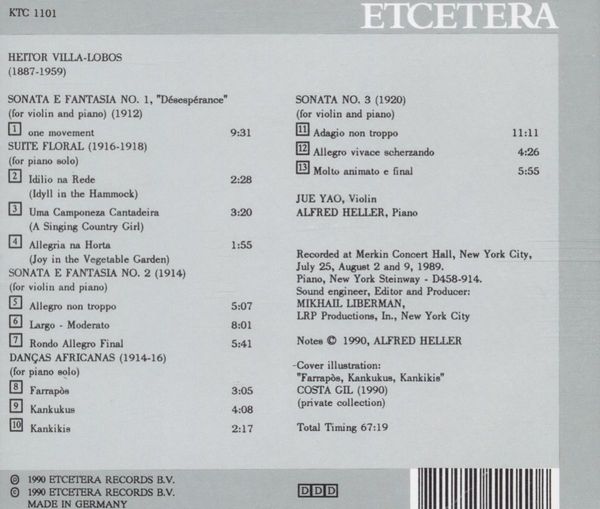 KTC 1101
ETCETERA
HEITOR VILLA-LOBOS
(1887-1959)
SONATA E FANTASIA NO. 1, "Désespérance"
(for violin and piano) (1912)
1 one movement 9:31
SUITE FLORAL (1916-1918)
(for piano solo)
2 Idilio na Rede 2:28
(Idyll in the Hammock)
3 Uma Camponeza Cantadeira 3:20
(A Singing Country Girl)
4 Allegria na Horta 1:55
(Joy in the Vegetable Garden)
SONATA E FANTASIA NO. 2 (1914)
(for violin and piano)
5 Allegro non troppo 5:07
6 Largo - Moderato 8:01
7 Rondo Allegro Final 5:41
DANÇAS AFRICANAS (1914-16)
(for piano solo)
8 Farrapòs 3:05
9 Kankukus 4:08
10 Kankikis 2:17
SONATA NO. 3 (1920)
(for violin and piano)
11 Adagio non troppo 11:11
12 Allegro vivace scherzando 4:26
13 Molto animato e final 5:55
JUE YAO, Violin
ALFRED HELLER, Piano
Recorded at Merkin Concert Hall, New York City,
July 25, August 2 and 9, 1989.
Piano, New York Steinway - D458-914.
Sound engineer, Editor and Producer:
MIKHAIL LIBERMAN,
LRP Productions, In., New York City
Notes © 1990, ALFRED HELLER
Cover illustration:
"Farrapòs, Kankukus, Kankikis"
COSTA GIL (1990)
(private collection)
Total Timing 67:19
℗ 1990 ETCETERA RECORDS B.V.
© 1990 ETCETERA RECORDS B.V.
MADE IN GERMANY
DDD